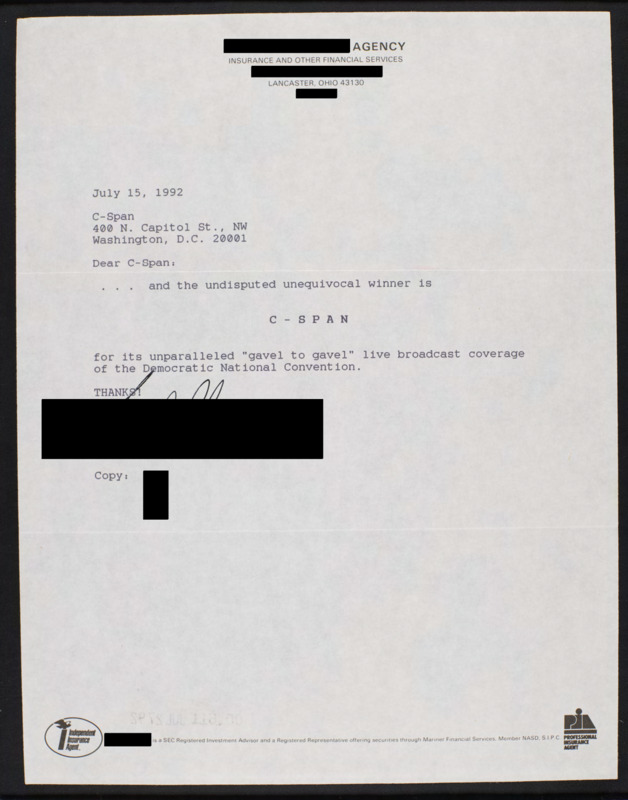 AGENCY
INSURANCE AND OTHER FINANCIAL SERVICES
LANCASTER, OHIO 43130
July 15, 1992
C-Span
400 N. Capitol St., NW
Washington, D.C. 20001
Dear C-Span:
. . . and the undisputed unequivocal winner is
C - S P A N
for its unparalleled "gavel to gavel" live broadcast coverage
of the Democratic National Convention.
THANKS!
Copy:
Independent
Insurance
Agent.
is a SEC Registered Investment Advisor and a Registered Representative offering securities through Mariner Financial Services. Member NASD, S.I.P.C.
PIA
PROFESSIONAL
INSURANCE
AGENT